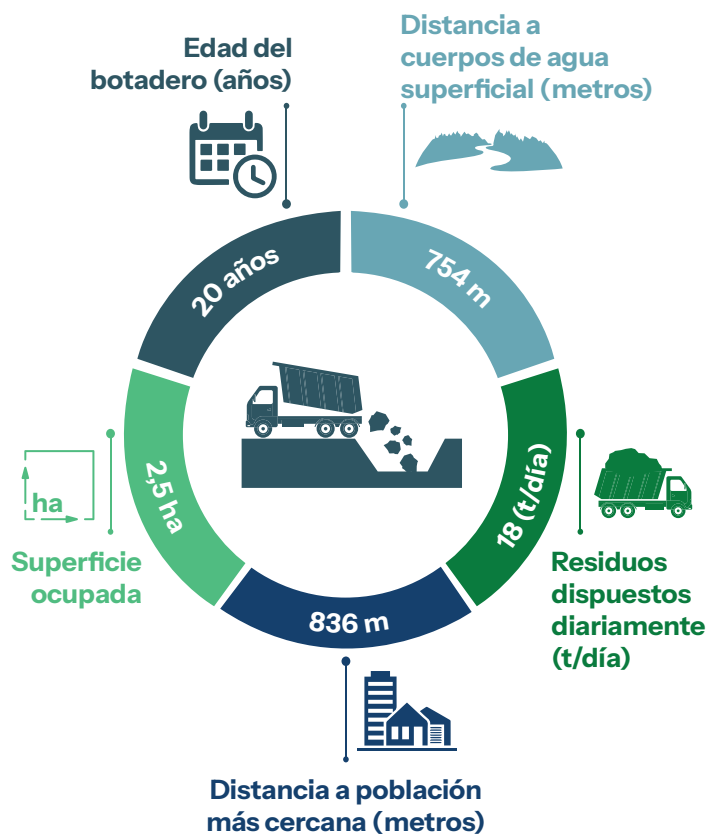 Edad del
botadero (años)
Distancia a
cuerpos de agua
superficial (metros)
20 años
754 m
2,5 ha
18 (t/día)
836 m
ha
Superficie
ocupada
Residuos
dispuestos
diariamente
(t/día)
Distancia a población
más cercana (metros)